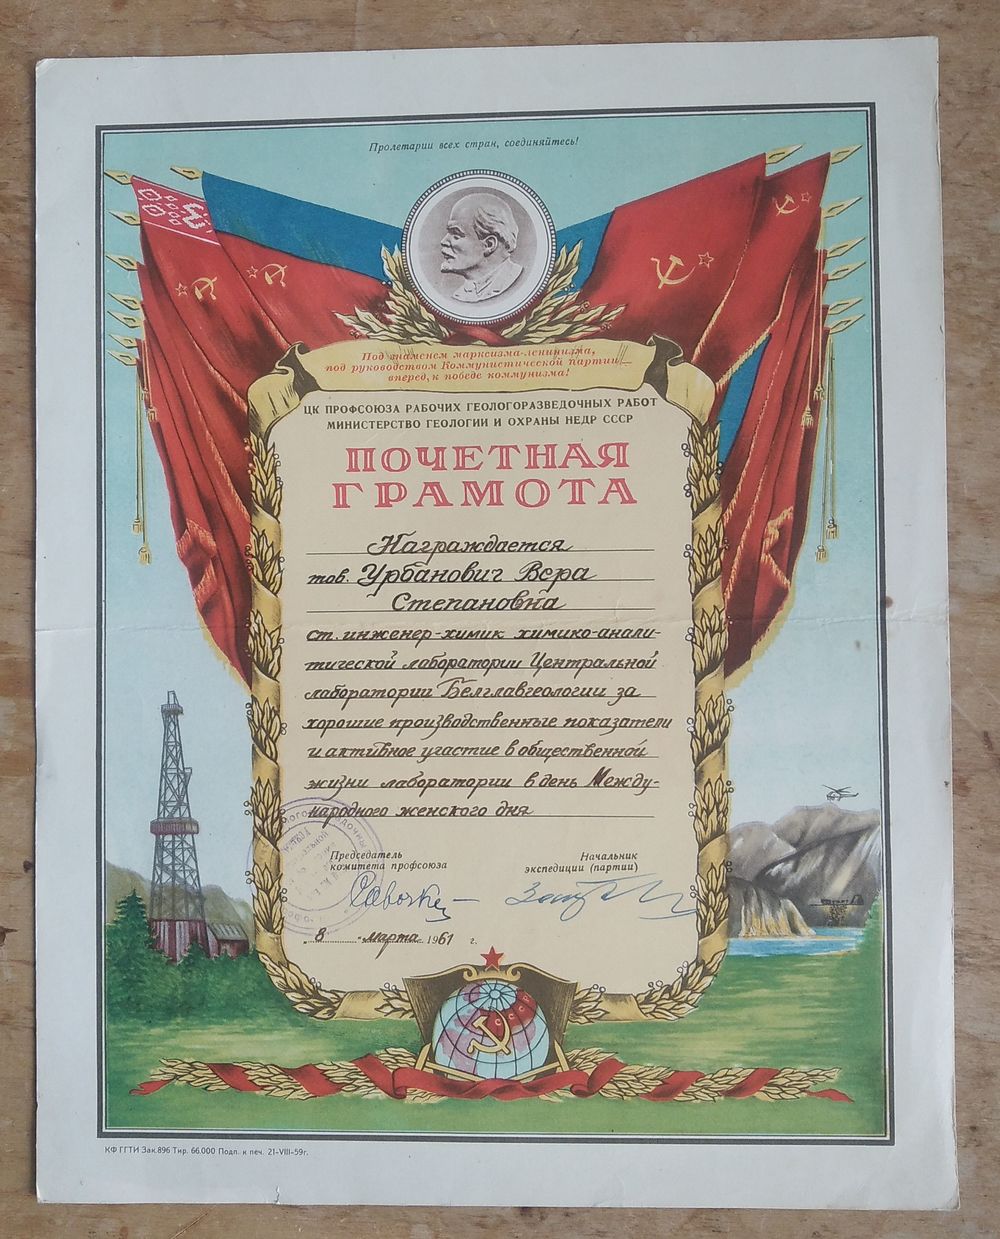 Пролетарии всех стран, соединяйтесь!
Под знаменем марксизма-ленинизма,
под руководством Коммунистической партии
вперед, к победе коммунизма!
ЦК ПРОФСОЮЗА РАБОЧИХ ГЕОЛОГОРАЗВЕДОЧНЫХ РАБОТ
МИНИСТЕРСТВО ГЕОЛОГИИ И ОХРАНЫ НЕДР СССР
ПОЧЕТНАЯ
ГРАМОТА
Награждается
тов. Урбанович Вера
Степановна
ст. инженер-химик химико-анали-
тической лаборатории Центральной
лаборатории Белглавгеологии за
хорошие производственные показатели
и активное участие в общественной
жизни лаборатории в день Между-
народного женского дня
Председатель
комитета профсоюза
Начальник
экспедиции (партии)
„8 " марта 1961 г.
СССР
КФ ГГТИ Зак.896 Тир. 66.000 Подп. к печ. 21-VIII-59г.